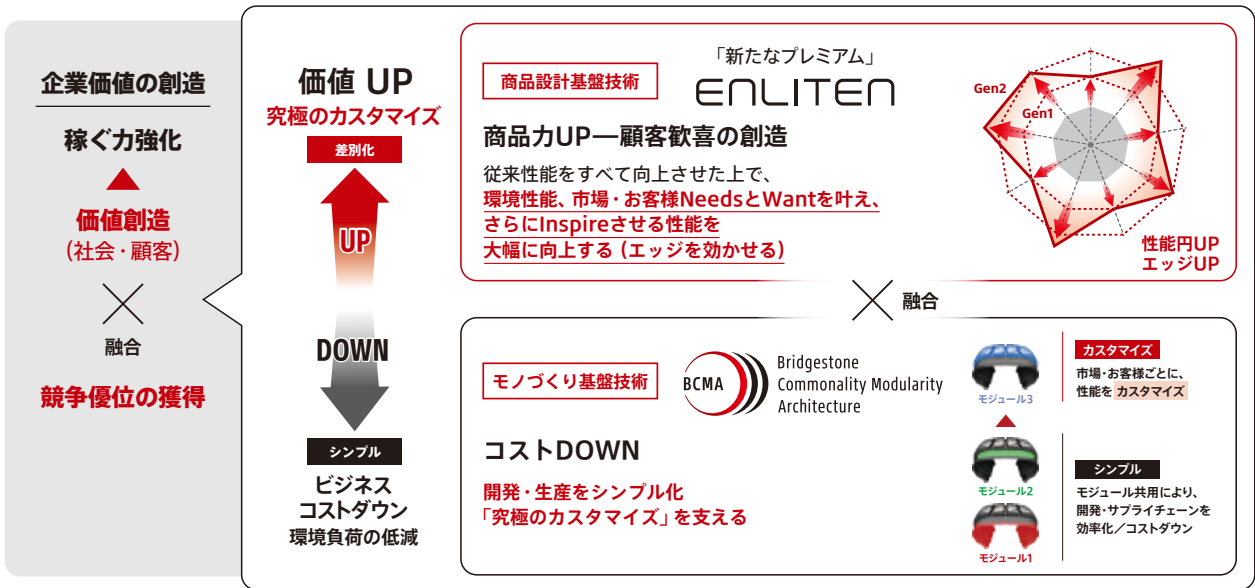 企業価値の創造
稼ぐ力強化
価値創造
(社会・顧客)
融合
競争優位の獲得
価値 UP
究極のカスタマイズ
差別化
UP
DOWN
シンプル
ビジネス
コストダウン
環境負荷の低減
商品設計基盤技術
「新たなプレミアム」
ENLITEN
商品力UP—顧客歓喜の創造
従来性能をすべて向上させた上で、
環境性能、市場・お客様NeedsとWantを叶え、
さらにInspireさせる性能を
大幅に向上する（エッジを効かせる）
Gen2
Gen1
性能円UP
エッジUP
融合
モノづくり基盤技術
BCMA
Bridgestone
Commonality Modularity
Architecture
コストDOWN
開発・生産をシンプル化
「究極のカスタマイズ」を支える
モジュール3
モジュール2
モジュール1
カスタマイズ
市場・お客様ごとに、
性能を カスタマイズ
シンプル
モジュール共用により、
開発・サプライチェーンを
効率化／コストダウン